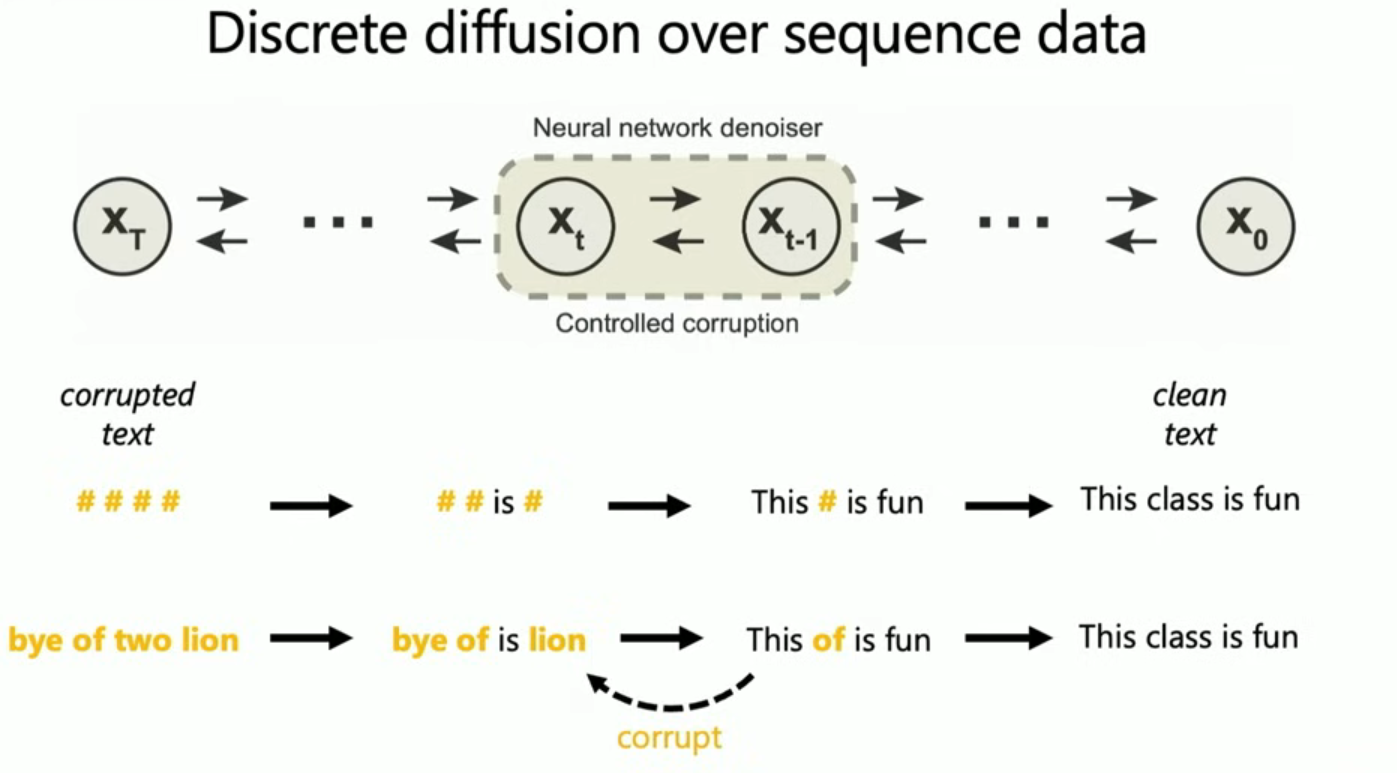 Discrete diffusion over sequence data
Neural network denoiser
X_T ... X_t X_t-1 ... X_0
Controlled corruption
corrupted
text
clean
text
# # # # # # is # This # is fun This class is fun
bye of two lion bye of is lion This of is fun This class is fun
corrupt